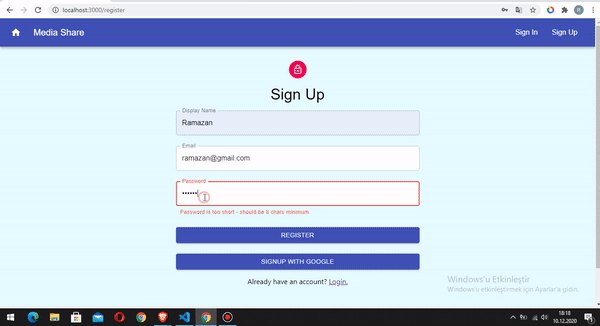 localhost:3000/register
Media Share
Sign In
Sign Up
Sign Up
Display Name
Ramazan
Email
ramazan@gmail.com
Password
••••••
Password is too short - should be 8 chars minimum.
REGISTER
SIGNUP WITH GOOGLE
Already have an account? Login.
Windows'u Etkinleştir
Windows'u etkinleştirmek için Ayarlar'a gidin.
18:18
10.12.2020